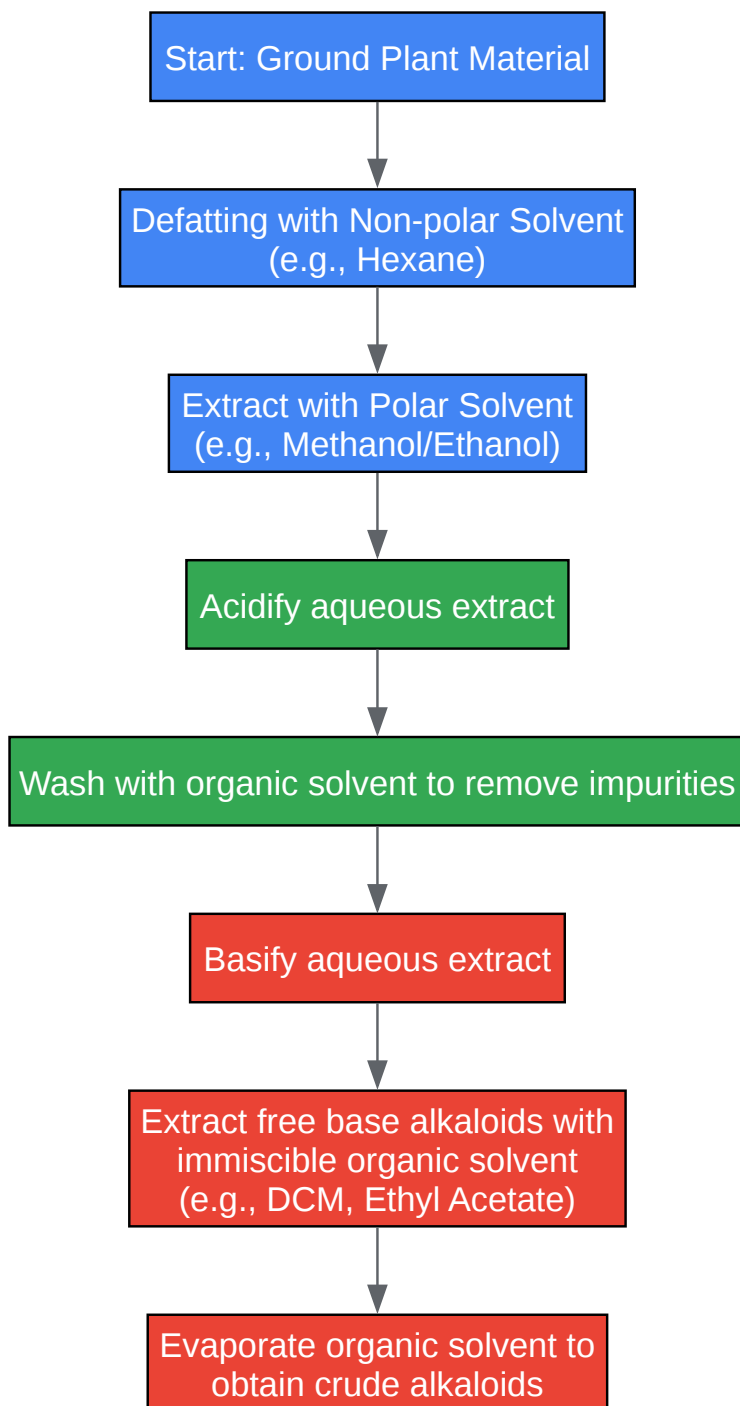 Start: Ground Plant Material
Defatting with Non-polar Solvent
(e.g., Hexane)
Extract with Polar Solvent
(e.g., Methanol/Ethanol)
Acidify aqueous extract
Wash with organic solvent to remove impurities
Basify aqueous extract
Extract free base alkaloids with
immiscible organic solvent
(e.g., DCM, Ethyl Acetate)
Evaporate organic solvent to
obtain crude alkaloids